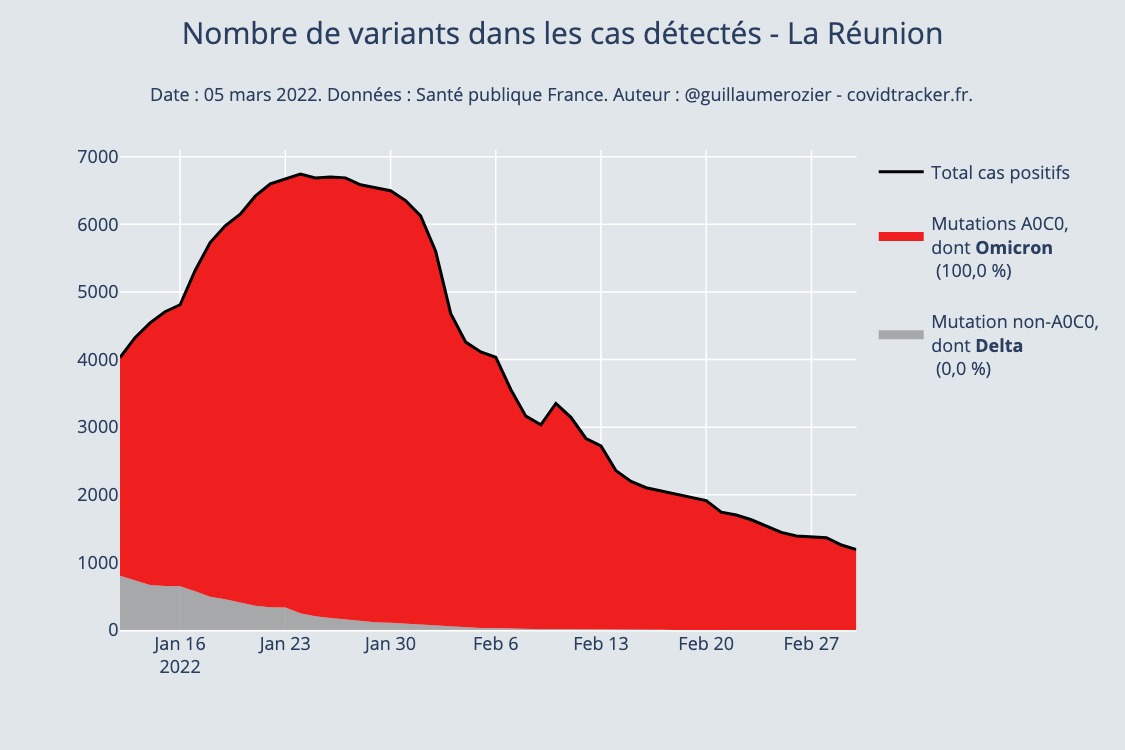 Nombre de variants dans les cas détectés - La Réunion
Date : 05 mars 2022. Données : Santé publique France. Auteur : @guillaumerozier - covidtracker.fr.
7000
6000
5000
4000
3000
2000
1000
0
Jan 16
2022
Jan 23
Jan 30
Feb 6
Feb 13
Feb 20
Feb 27
Total cas positifs
Mutations A0C0,
dont Omicron
(100,0 %)
Mutation non-A0C0,
dont Delta
(0,0 %)